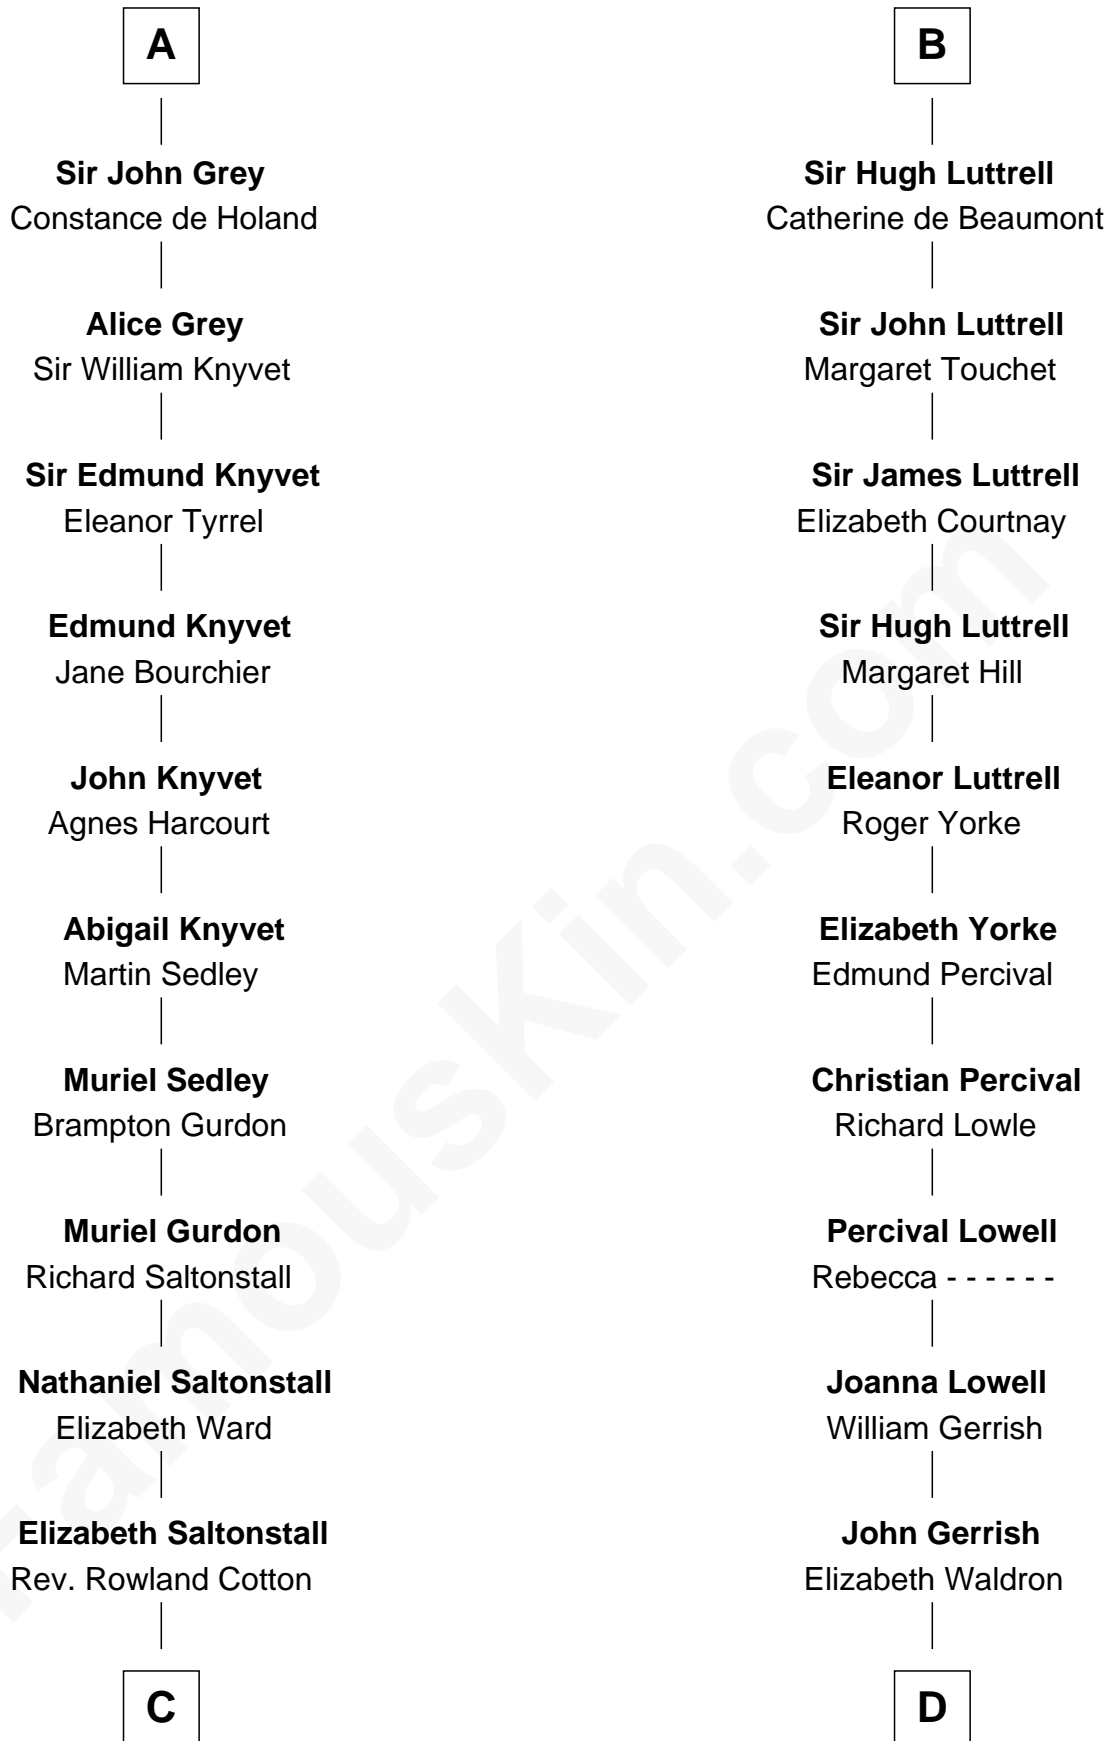 A
Sir John Grey
Constance de Holand
Alice Grey
Sir William Knyvet
Sir Edmund Knyvet
Eleanor Tyrrel
Edmund Knyvet
Jane Bourchier
John Knyvet
Agnes Harcourt
Abigail Knyvet
Martin Sedley
Muriel Sedley
Brampton Gurdon
Muriel Gurdon
Richard Saltonstall
Nathaniel Saltonstall
Elizabeth Ward
Elizabeth Saltonstall
Rev. Rowland Cotton
C
B
Sir Hugh Luttrell
Catherine de Beaumont
Sir John Luttrell
Margaret Touchet
Sir James Luttrell
Elizabeth Courtnay
Sir Hugh Luttrell
Margaret Hill
Eleanor Luttrell
Roger Yorke
Elizabeth Yorke
Edmund Percival
Christian Percival
Richard Lowle
Percival Lowell
Rebecca - - - - - -
Joanna Lowell
William Gerrish
John Gerrish
Elizabeth Waldron
D
FamousKin.com